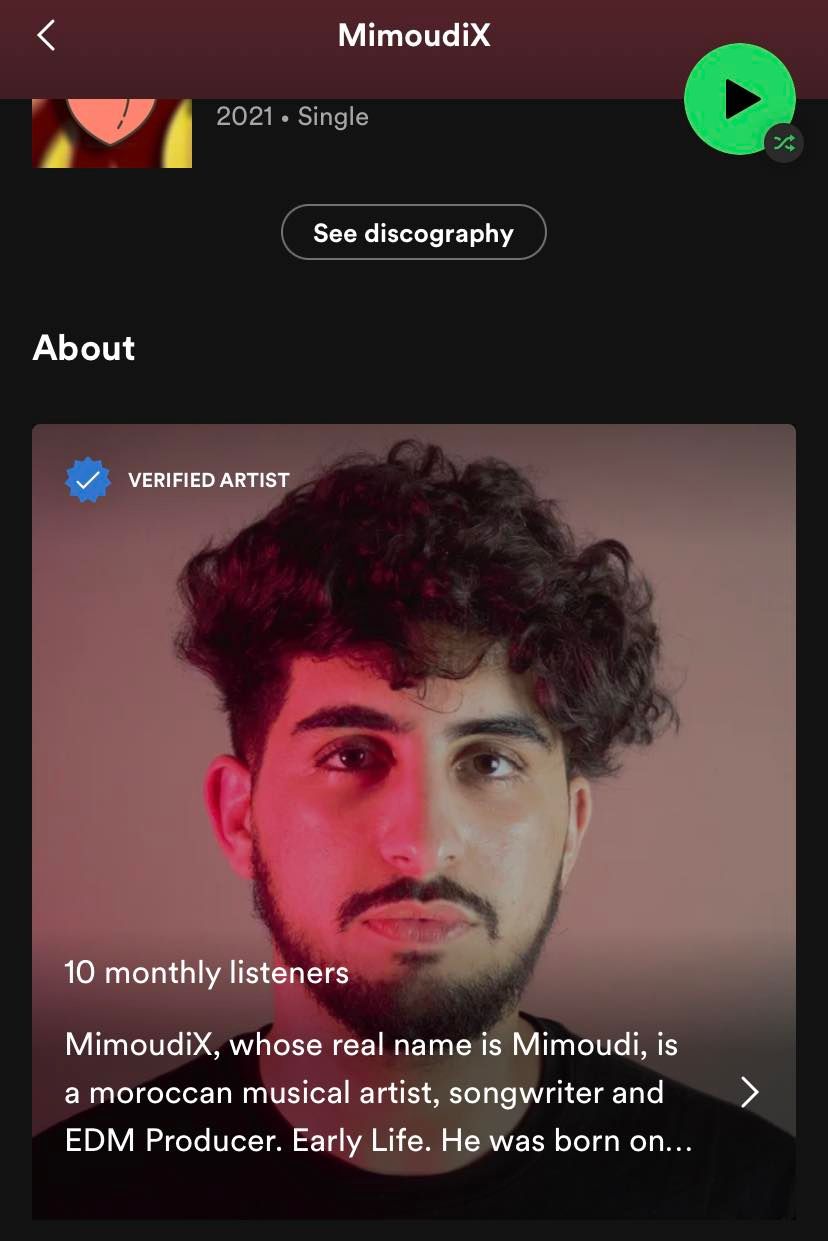 MimoudiX
2021 • Single
See discography
About
VERIFIED ARTIST
10 monthly listeners
MimoudiX, whose real name is Mimoudi, is
a moroccan musical artist, songwriter and
EDM Producer. Early Life. He was born on...